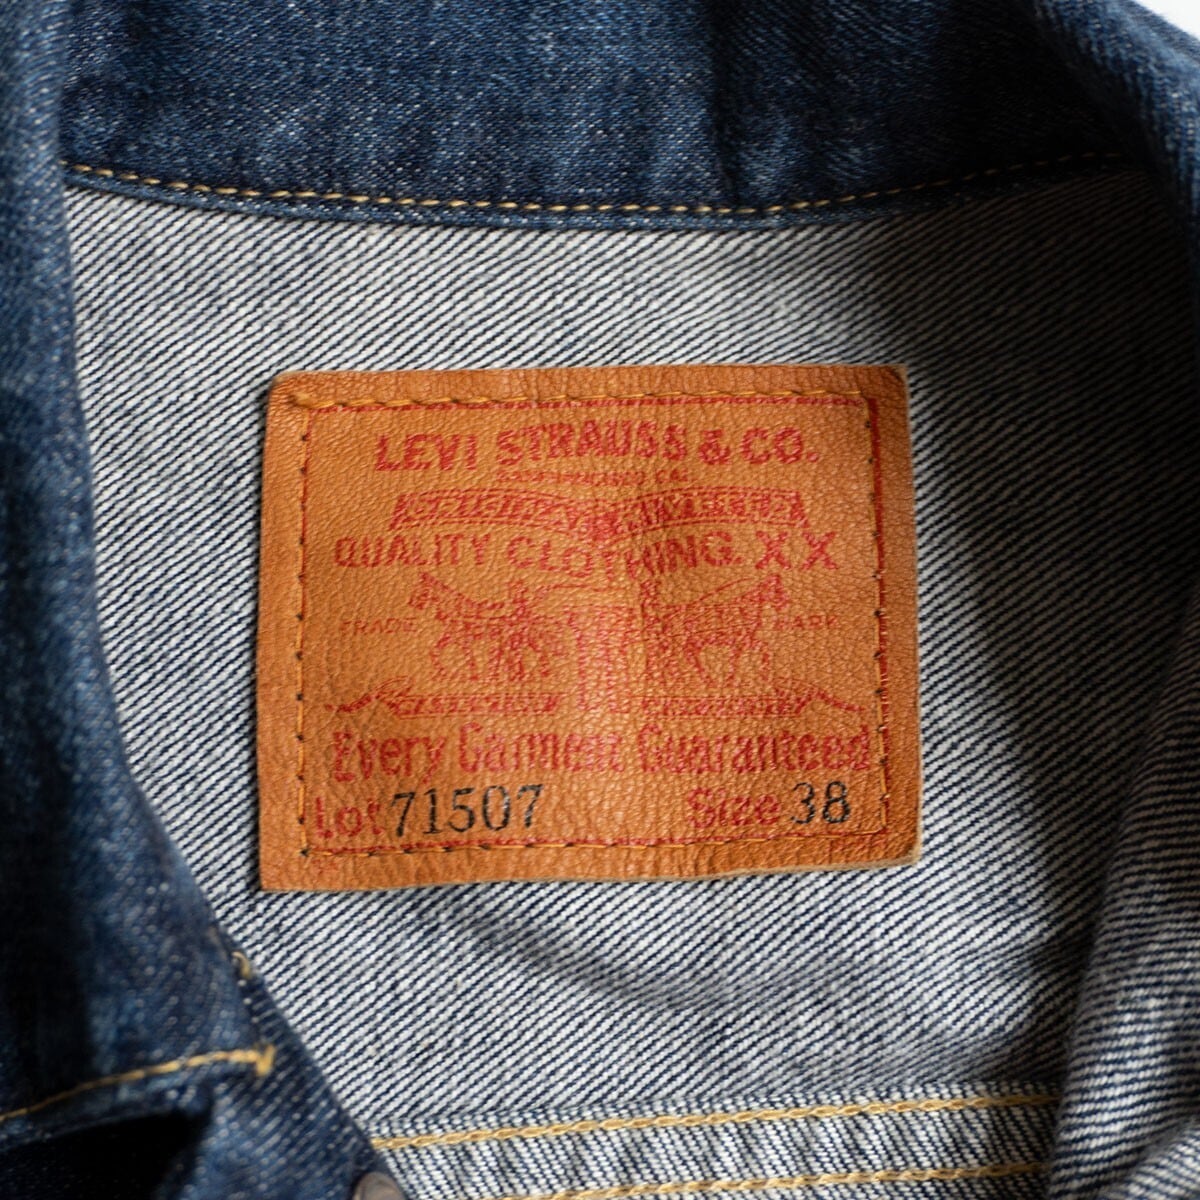 LEVI STRAUSS & CO.
QUALITY CLOTHING. XX
TRADE MARK
Every Garment Guaranteed
Lot 71507 Size 38